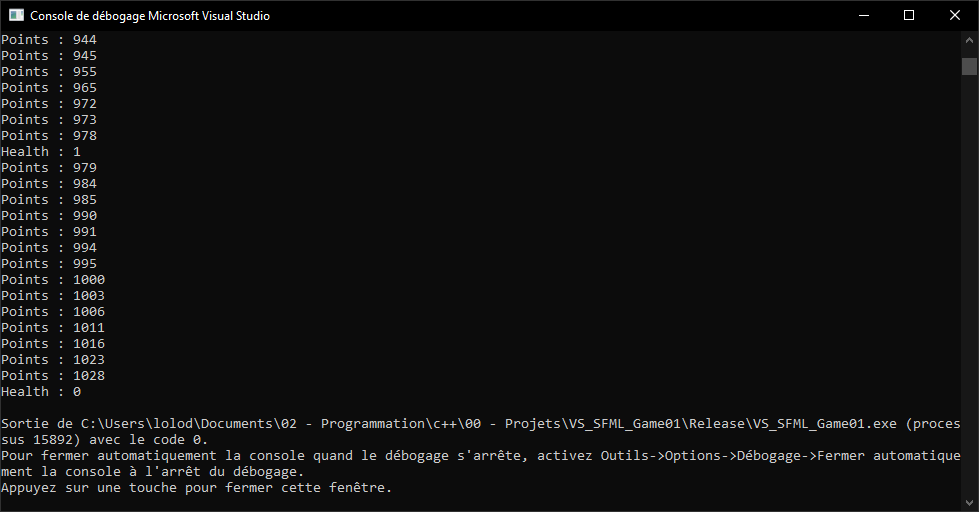 Console de débogage Microsoft Visual Studio
Points : 944
Points : 945
Points : 955
Points : 965
Points : 972
Points : 973
Points : 978
Health : 1
Points : 979
Points : 984
Points : 985
Points : 990
Points : 991
Points : 994
Points : 995
Points : 1000
Points : 1003
Points : 1006
Points : 1011
Points : 1016
Points : 1023
Points : 1028
Health : 0
Sortie de C:\Users\lolod\Documents\02 - Programmation\c++\00 - Projets\VS_SFML_Game01\Release\VS_SFML_Game01.exe (proces
sus 15892) avec le code 0.
Pour fermer automatiquement la console quand le débogage s'arrête, activez Outils->Options->Débogage->Fermer automatique
ment la console à l'arrêt du débogage.
Appuyez sur une touche pour fermer cette fenêtre.